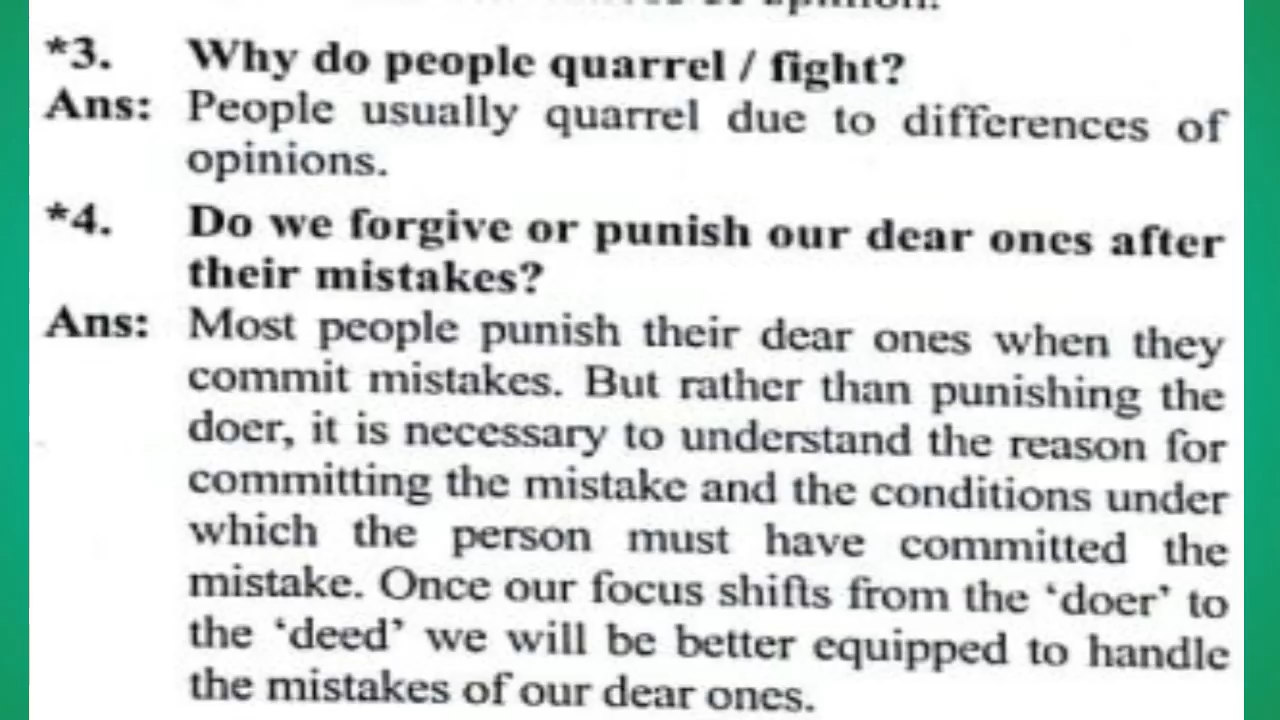 opinion.
*3. Why do people quarrel / fight?
Ans: People usually quarrel due to differences of
opinions.
*4. Do we forgive or punish our dear ones after
their mistakes?
Ans: Most people punish their dear ones when they
commit mistakes. But rather than punishing the
doer, it is necessary to understand the reason for
committing the mistake and the conditions under
which the person must have committed the
mistake. Once our focus shifts from the ‘doer’ to
the ‘deed’ we will be better equipped to handle
the mistakes of our dear ones.